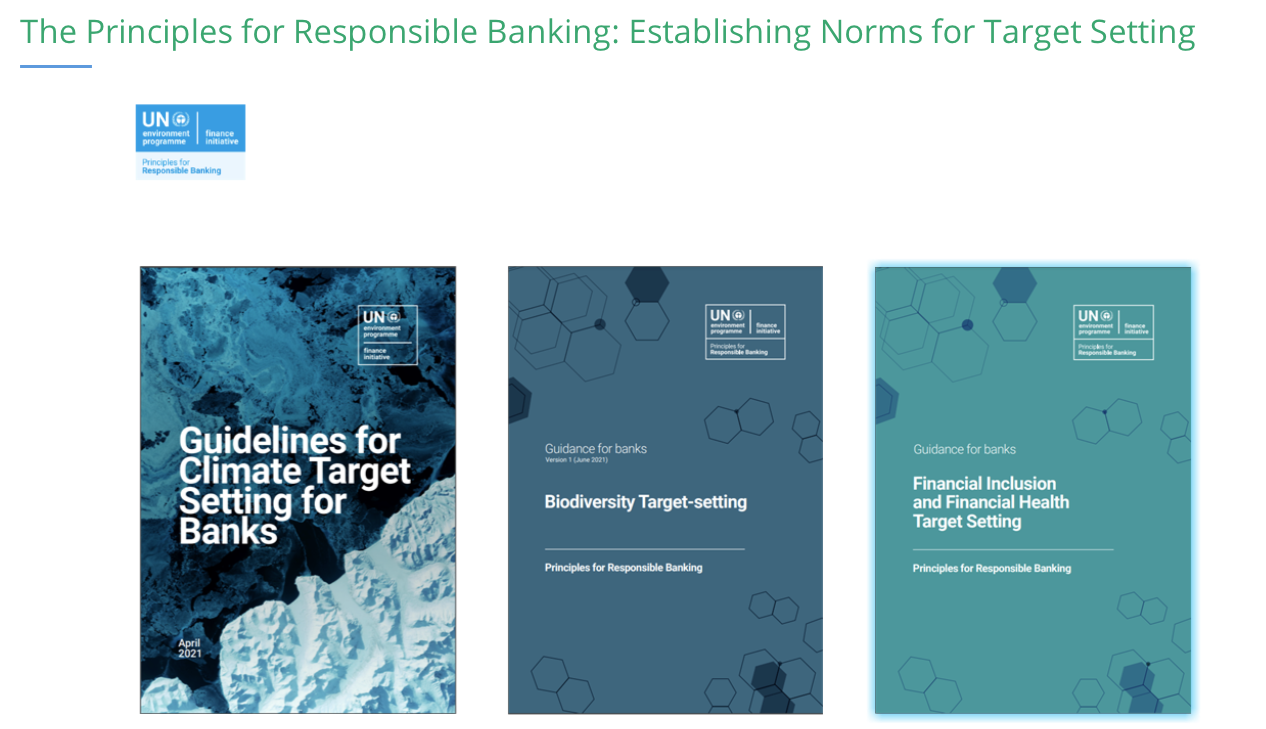 The Principles for Responsible Banking: Establishing Norms for Target Setting
UN
environment
programme
finance
initiative
Principles for
Responsible Banking
UN
environment
programme
finance
initiative
Guidelines for
Climate Target
Setting for
Banks
April
2021
UN
environment
programme
finance
initiative
Principles for
Responsible Banking
Guidance for banks
Version 1 (June 2021)
Biodiversity Target-setting
Principles for Responsible Banking
UN
environment
programme
finance
initiative
Principles for
Responsible Banking
Guidance for banks
Financial Inclusion
and Financial Health
Target Setting
Principles for Responsible Banking